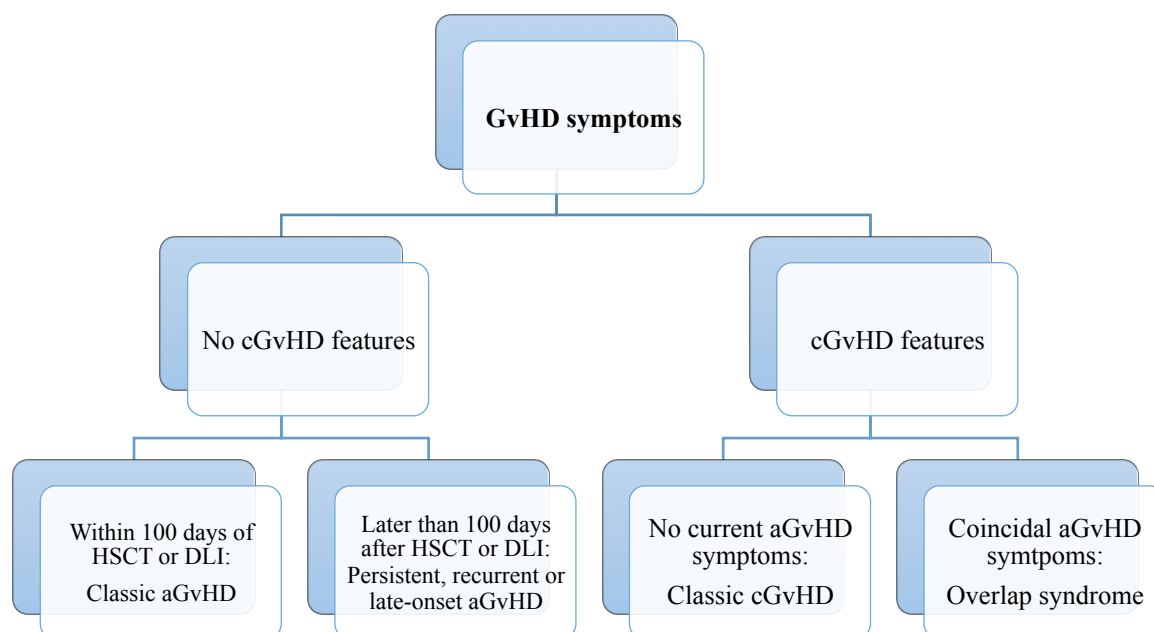 GvHD symptoms
No cGvHD features
cGvHD features
Within 100 days of
HSCT or DLI:
Classic aGvHD
Later than 100 days
after HSCT or DLI:
Persistent, recurrent or
late-onset aGvHD
No current aGvHD
symptoms:
Classic cGvHD
Coincidal aGvHD
symtpoms:
Overlap syndrome